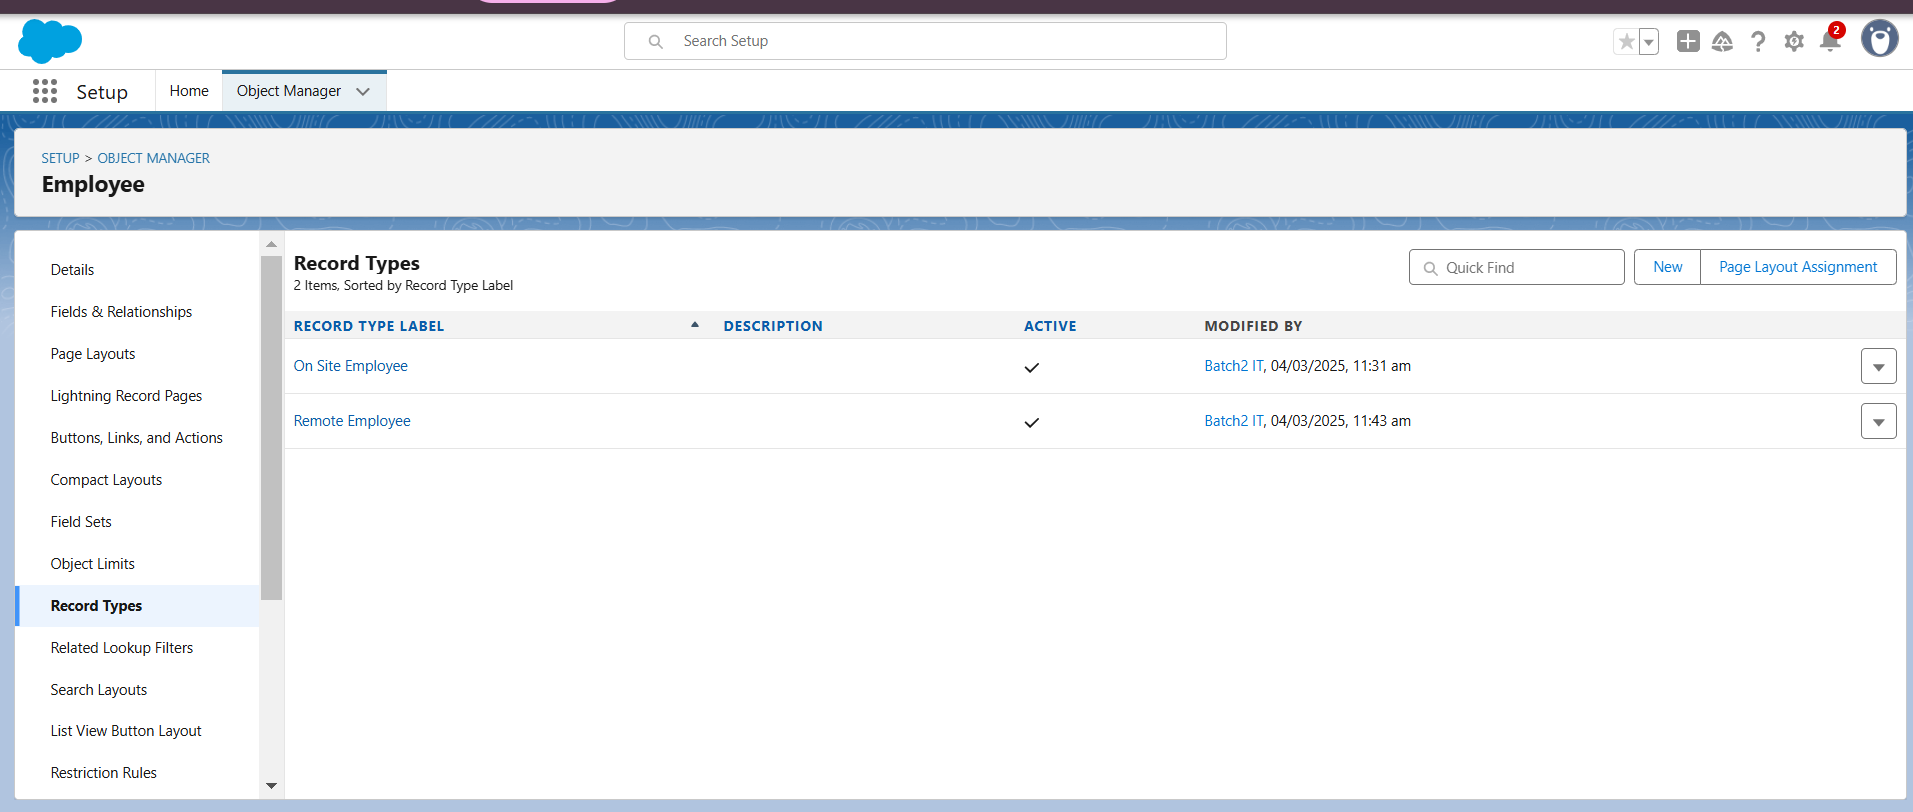 Search Setup
2
Setup
Home
Object Manager
SETUP > OBJECT MANAGER
Employee
Details
Fields & Relationships
Page Layouts
Lightning Record Pages
Buttons, Links, and Actions
Compact Layouts
Field Sets
Object Limits
Record Types
Related Lookup Filters
Search Layouts
List View Button Layout
Restriction Rules
Record Types
2 Items, Sorted by Record Type Label
Quick Find
New
Page Layout Assignment
RECORD TYPE LABEL DESCRIPTION ACTIVE MODIFIED BY
On Site Employee Batch2 IT, 04/03/2025, 11:31 am
Remote Employee Batch2 IT, 04/03/2025, 11:43 am